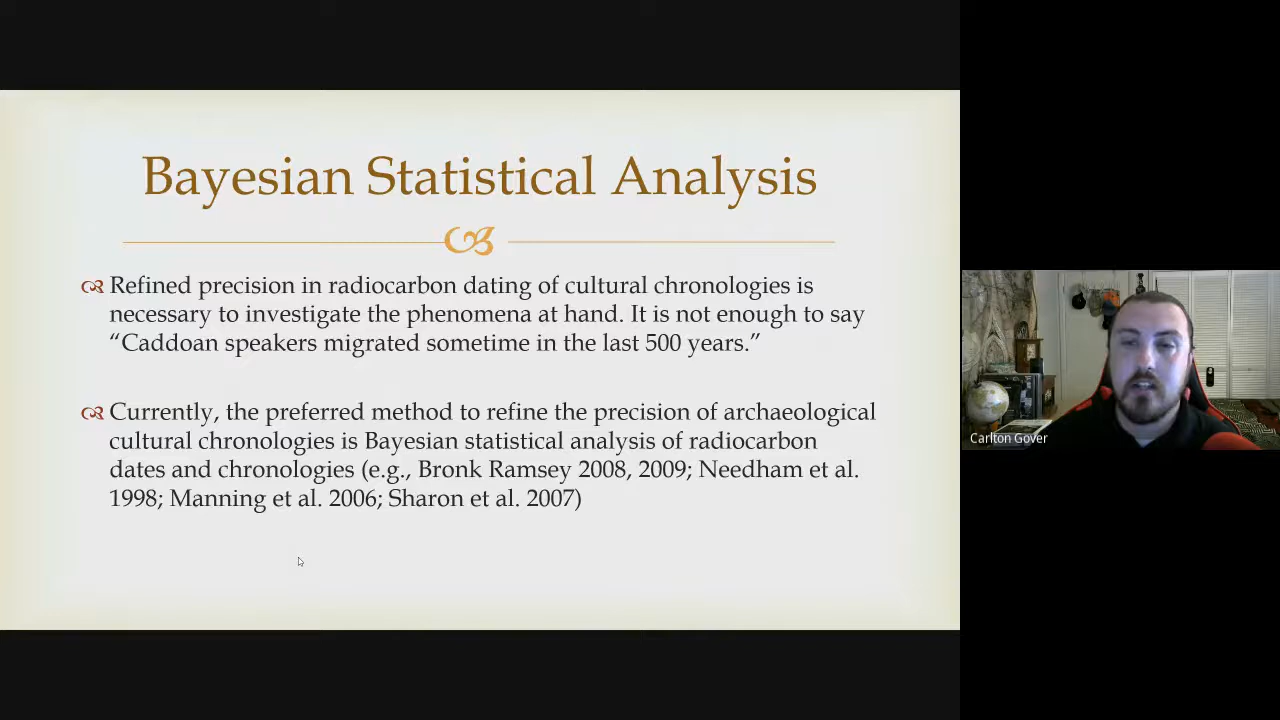 Bayesian Statistical Analysis
Refined precision in radiocarbon dating of cultural chronologies is
necessary to investigate the phenomena at hand. It is not enough to say
“Caddoan speakers migrated sometime in the last 500 years.”
Currently, the preferred method to refine the precision of archaeological
cultural chronologies is Bayesian statistical analysis of radiocarbon
dates and chronologies (e.g., Bronk Ramsey 2008, 2009; Needham et al.
1998; Manning et al. 2006; Sharon et al. 2007)
Carlton Gover